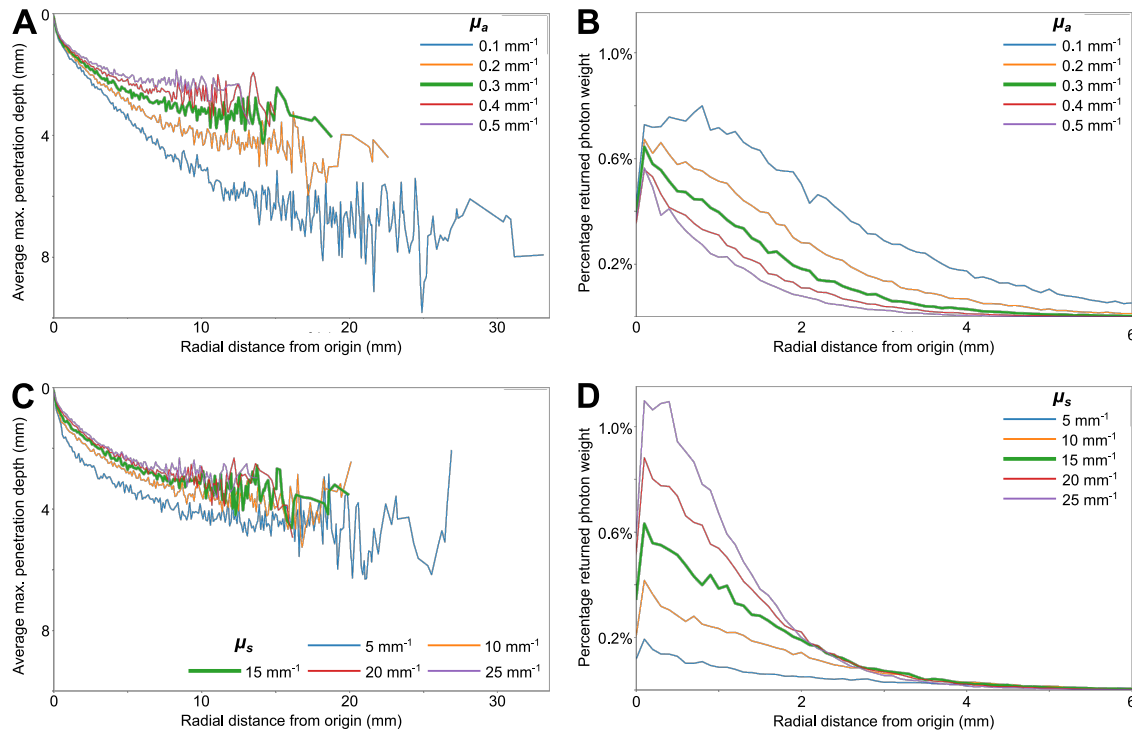 A
Average max. penetration depth (mm)
0
4
8
μa
0.1 mm-1
0.2 mm-1
0.3 mm-1
0.4 mm-1
0.5 mm-1
0 10 20 30
Radial distance from origin (mm)
B
Percentage returned photon weight
1.0%
0.6%
0.2%
μa
0.1 mm-1
0.2 mm-1
0.3 mm-1
0.4 mm-1
0.5 mm-1
0 2 4 6
Radial distance from origin (mm)
C
Average max. penetration depth (mm)
0
4
8
μs
5 mm-1 10 mm-1
15 mm-1 20 mm-1 25 mm-1
0 10 20 30
Radial distance from origin (mm)
D
Percentage returned photon weight
1.0%
0.6%
0.2%
μs
5 mm-1
10 mm-1
15 mm-1
20 mm-1
25 mm-1
0 2 4 6
Radial distance from origin (mm)